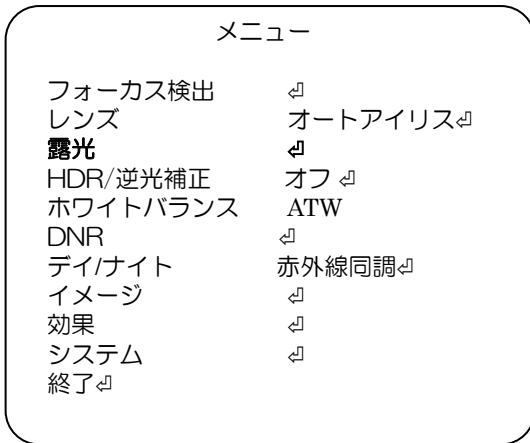 メニュー
フォーカス検出 ⏎
レンズ オートアイリス⏎
露光 ⏎
HDR/逆光補正 オフ ⏎
ホワイトバランス ATW
DNR ⏎
デイ/ナイト 赤外線同調⏎
イメージ ⏎
効果 ⏎
システム ⏎
終了⏎